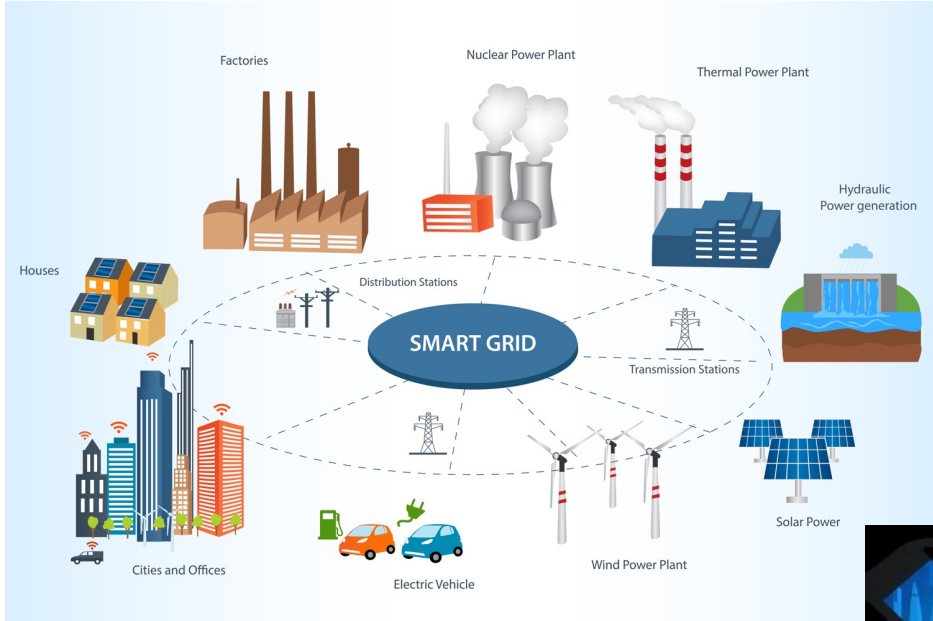 Factories
Nuclear Power Plant
Thermal Power Plant
Hydraulic
Power generation
Houses
Distribution Stations
SMART GRID
Transmission Stations
Solar Power
Wind Power Plant
Cities and Offices
Electric Vehicle